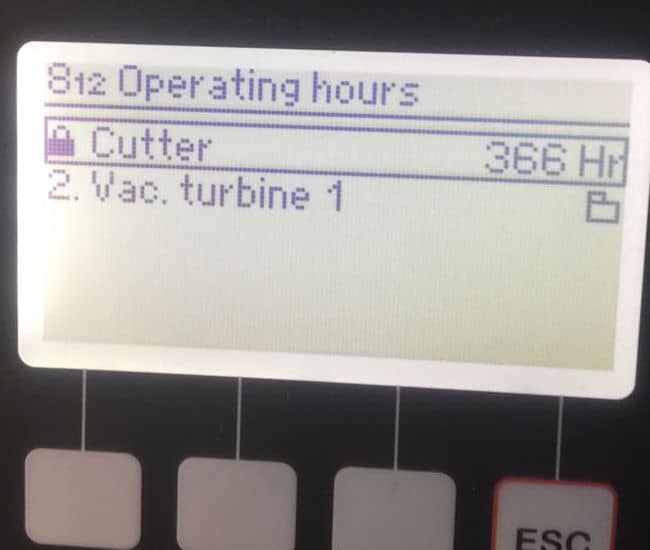 812 Operating hours
Cutter 366 Hr
2. Vac. turbine 1
ESC